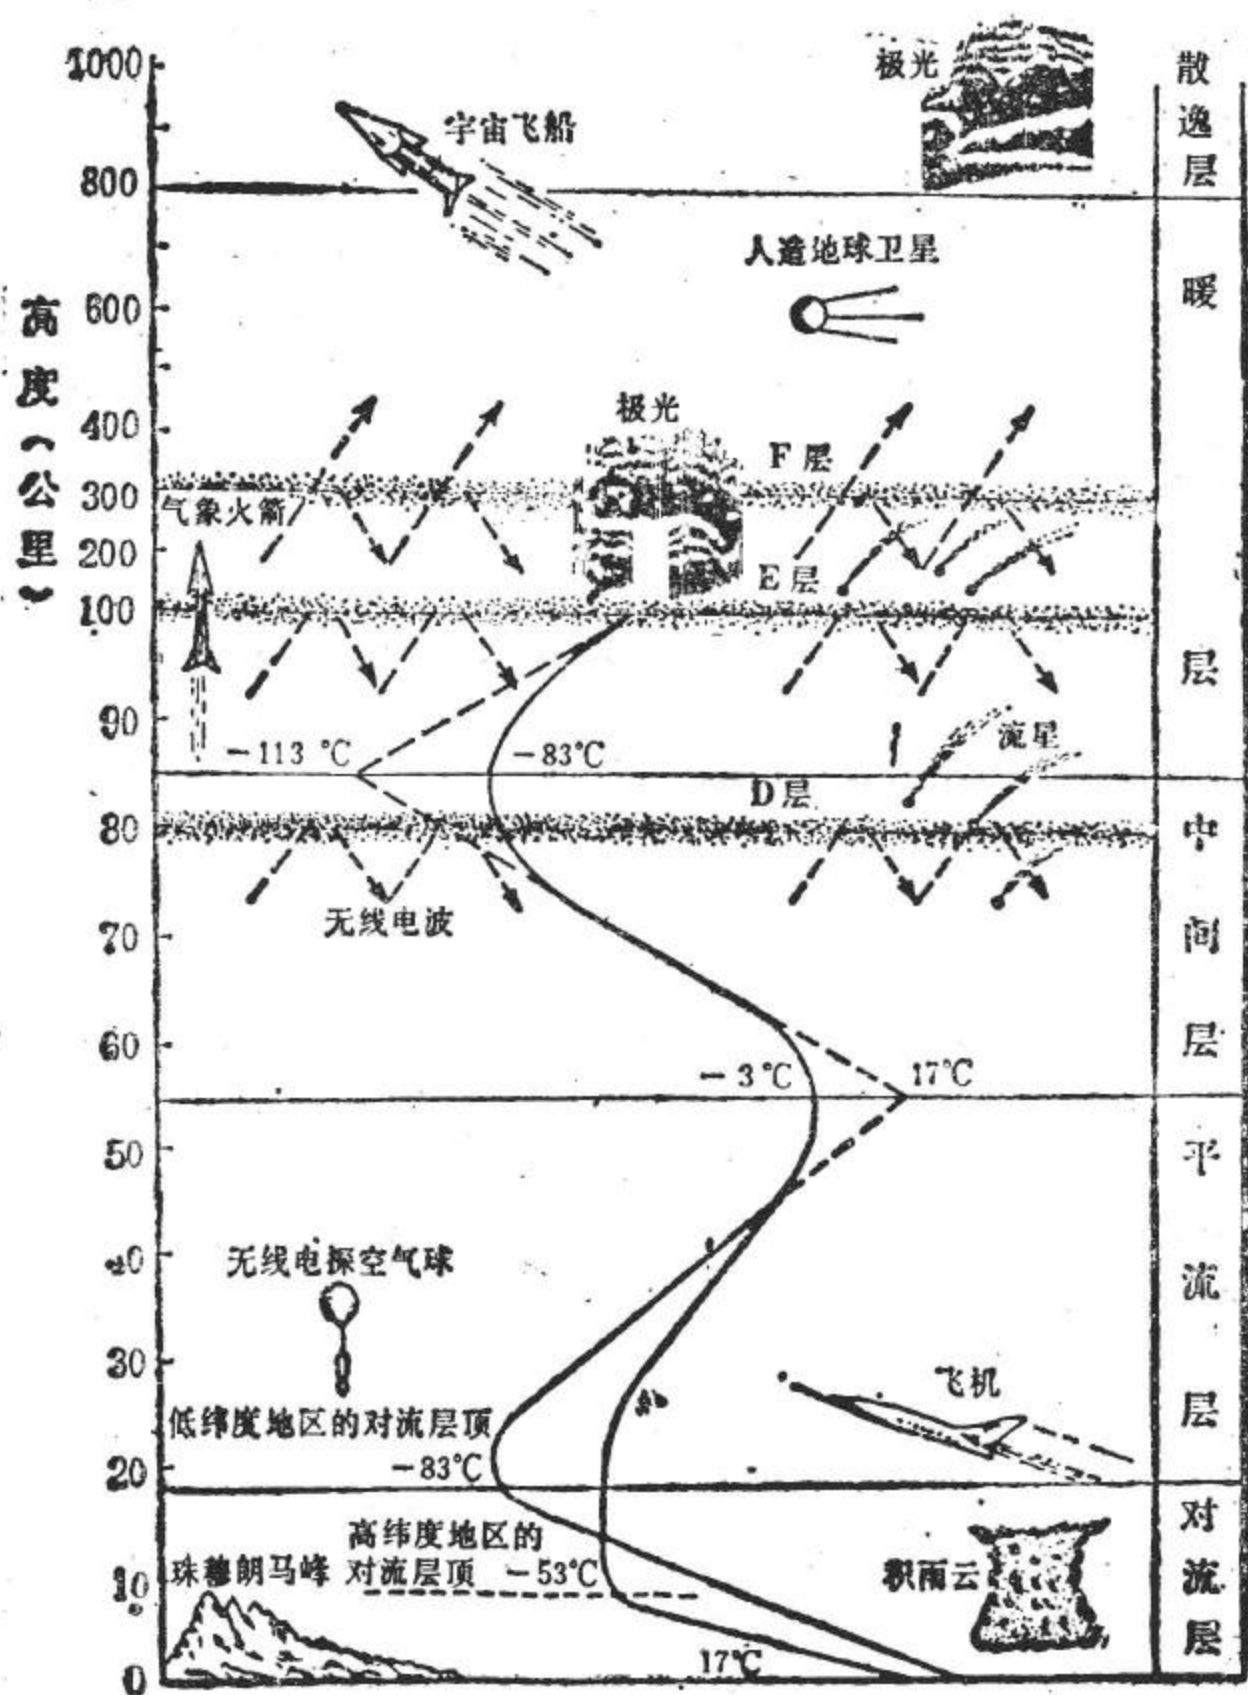 高度（公里）
1000
800
600
400
300
200
100
90
80
70
60
50
40
30
20
10
0
极光
宇宙飞船
人造地球卫星
极光
F层
气象火箭
E层
-113 ℃
-83℃
流星
D层
无线电波
-3℃
17℃
无线电探空气球
飞机
低纬度地区的对流层顶
-83℃
高纬度地区的
对流层顶 -53℃
珠穆朗马峰
积雨云
17℃
散逸层
暖层
中间层
平流层
对流层